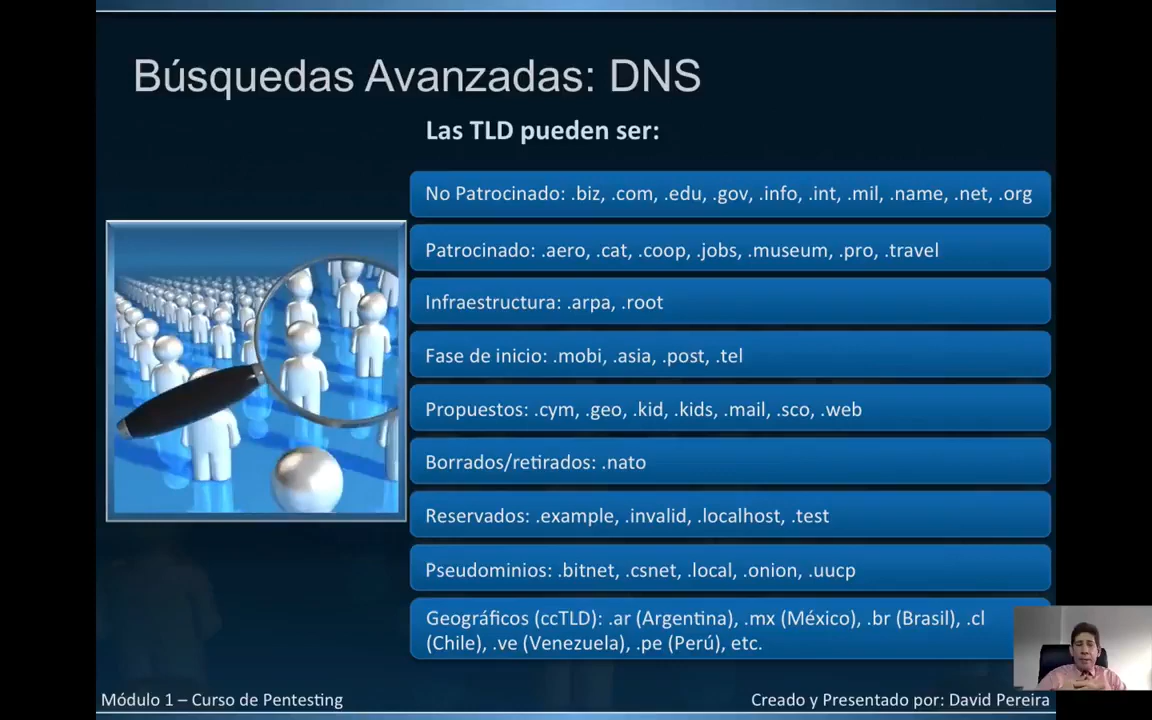 Búsquedas Avanzadas: DNS
Las TLD pueden ser:
No Patrocinado: .biz, .com, .edu, .gov, .info, .int, .mil, .name, .net, .org
Patrocinado: .aero, .cat, .coop, .jobs, .museum, .pro, .travel
Infraestructura: .arpa, .root
Fase de inicio: .mobi, .asia, .post, .tel
Propuestos: .cym, .geo, .kid, .kids, .mail, .sco, .web
Borrados/retirados: .nato
Reservados: .example, .invalid, .localhost, .test
Pseudominios: .bitnet, .csnet, .local, .onion, .uucp
Geográficos (ccTLD): .ar (Argentina), .mx (México), .br (Brasil), .cl
(Chile), .ve (Venezuela), .pe (Perú), etc.
Módulo 1 – Curso de Pentesting
Creado y Presentado por: David Pereira